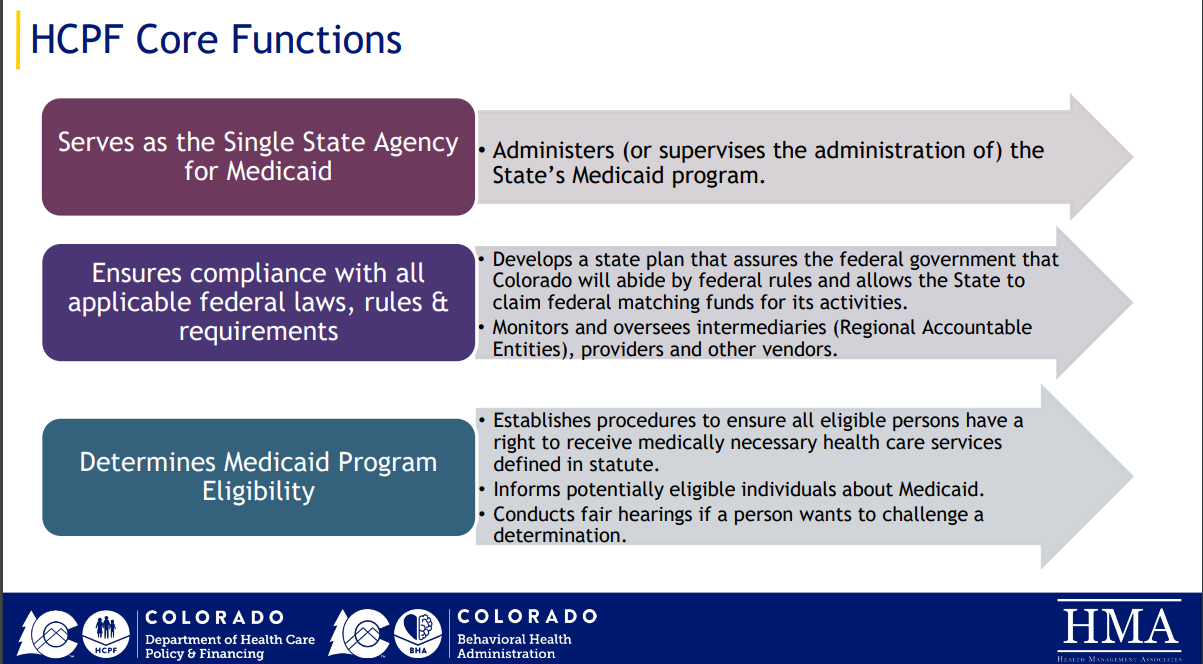 HCPF Core Functions
Serves as the Single State Agency
for Medicaid
• Administers (or supervises the administration of) the
State’s Medicaid program.
Ensures compliance with all
applicable federal laws, rules &
requirements
• Develops a state plan that assures the federal government that
Colorado will abide by federal rules and allows the State to
claim federal matching funds for its activities.
• Monitors and oversees intermediaries (Regional Accountable
Entities), providers and other vendors.
Determines Medicaid Program
Eligibility
• Establishes procedures to ensure all eligible persons have a
right to receive medically necessary health care services
defined in statute.
• Informs potentially eligible individuals about Medicaid.
• Conducts fair hearings if a person wants to challenge a
determination.
HCPF
COLORADO
Department of Health Care
Policy & Financing
BHA
COLORADO
Behavioral Health
Administration
HMA
Health Management Associates